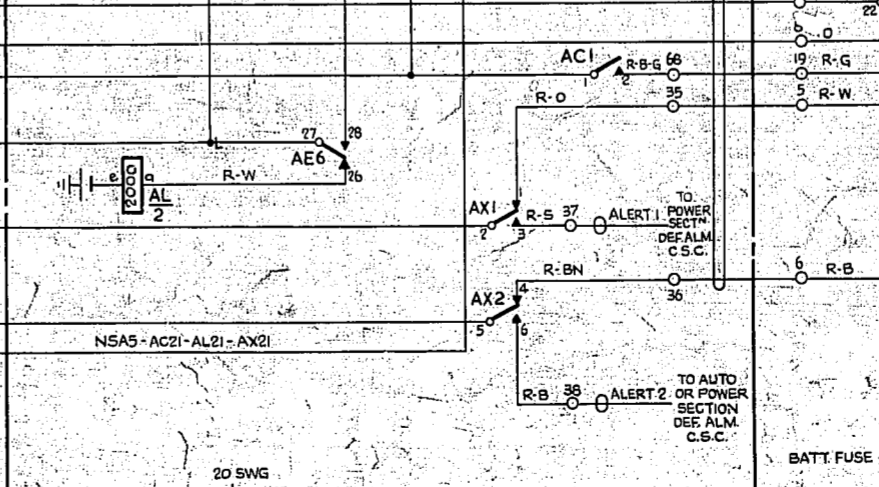 22
6 O
AC1 R-B-G 68 19 R-G
1 2
R-O 35 5 R-W
27 28
AE6
26
e 2000 a R-W
AL
2
1
AX1 R-S 37 ALERT 1
2 3
TO
POWER
SECTN
DEF. ALM.
C.S.C.
R-BN 36 6 R-B
4
AX2
5 6
NSA5-AC21-AL21-AX21
R-B 38 ALERT 2
TO AUTO
OR POWER
SECTION
DEF. ALM.
C.S.C.
BATT. FUSE
20 SWG